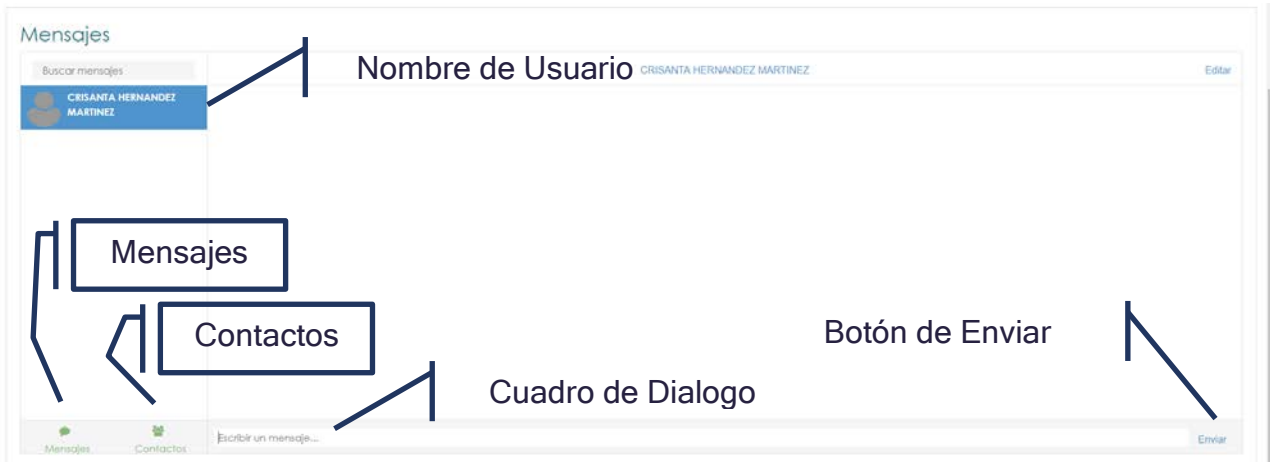 Mensajes
Buscar mensajes
Nombre de Usuario
CRISANTA HERNANDEZ MARTINEZ
Editar
CRISANTA HERNANDEZ
MARTINEZ
Mensajes
Contactos
Botón de Enviar
Cuadro de Dialogo
Mensajes
Contactos
Escribir un mensaje...
Enviar